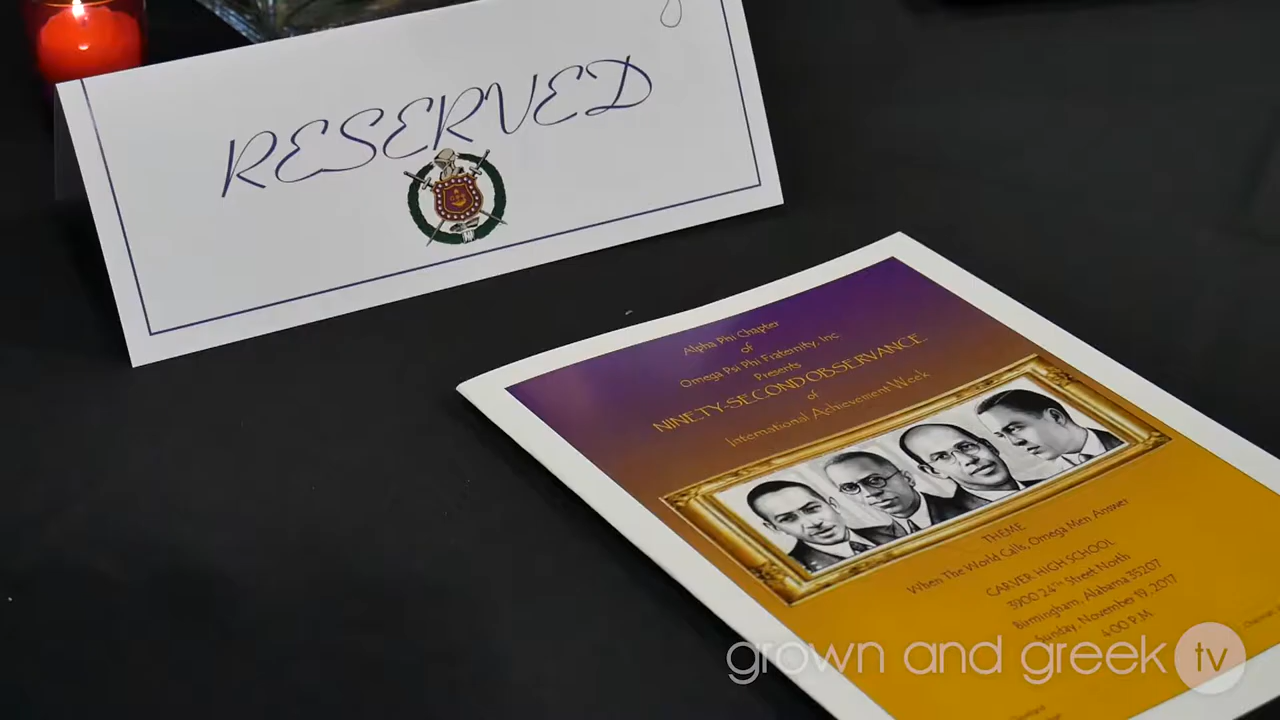 RESERVED
Alpha Phi Chapter
of
Omega Psi Phi Fraternity, Inc
Presents
NINETY-SECOND OBSERVANCE
of
International Achievement Week
THEME
When The World Calls, Omega Men Answer
CARVER HIGH SCHOOL
3900 24TH Street North
Birmingham, Alabama 35207
Sunday, November 19, 2017
4:00 P.M
grown and greek tv